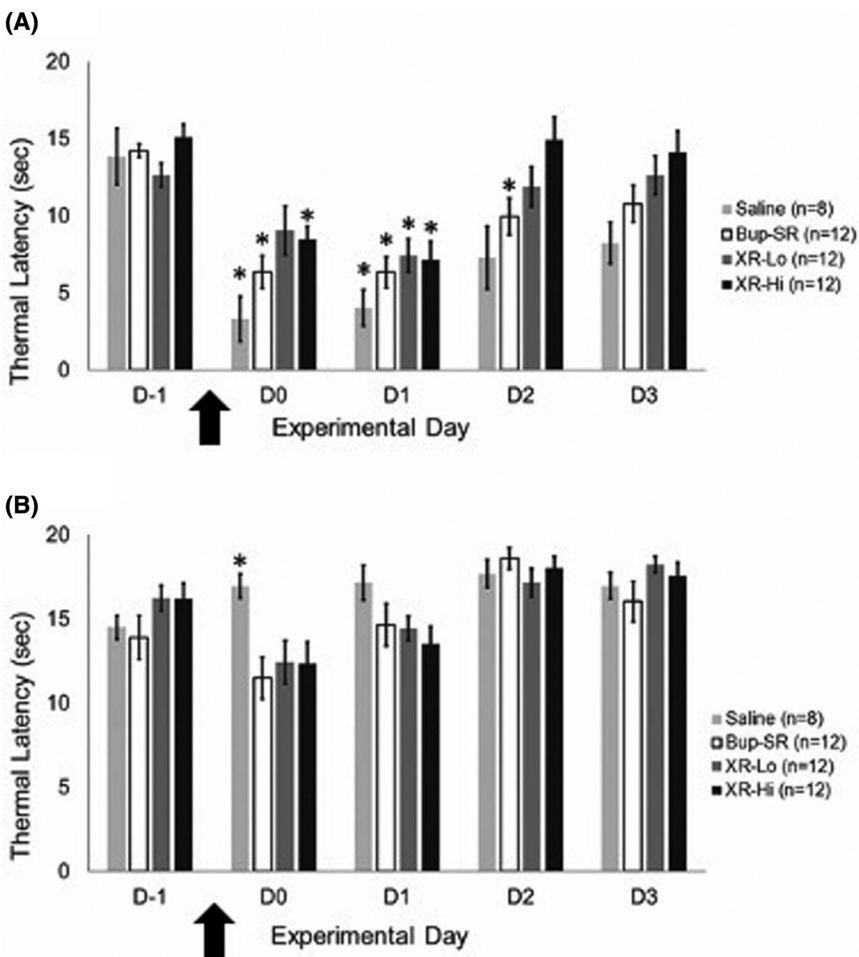 (A)
20
15
10
5
0
Thermal Latency (sec)
* * *
* * * *
*
D-1 D0 D1 D2 D3
Experimental Day
Saline (n=8)
Bup-SR (n=12)
XR-Lo (n=12)
XR-Hi (n=12)
(B)
20
15
10
5
0
Thermal Latency (sec)
*
D-1 D0 D1 D2 D3
Experimental Day
Saline (n=8)
Bup-SR (n=12)
XR-Lo (n=12)
XR-Hi (n=12)